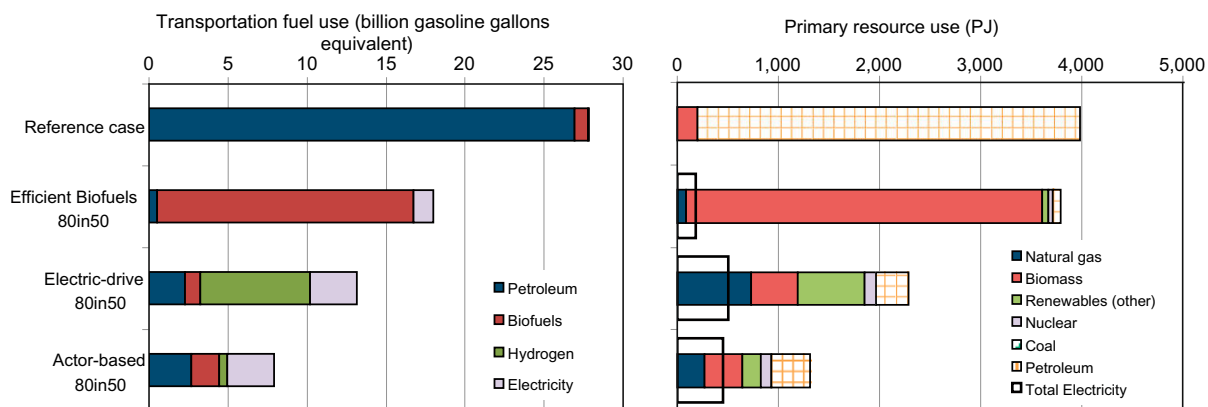 Transportation fuel use (billion gasoline gallons
equivalent)
0 5 10 15 20 25 30
Reference case
Efficient Biofuels
80in50
Electric-drive
80in50
Actor-based
80in50
Petroleum
Biofuels
Hydrogen
Electricity
Primary resource use (PJ)
0 1,000 2,000 3,000 4,000 5,000
Natural gas
Biomass
Renewables (other)
Nuclear
Coal
Petroleum
Total Electricity